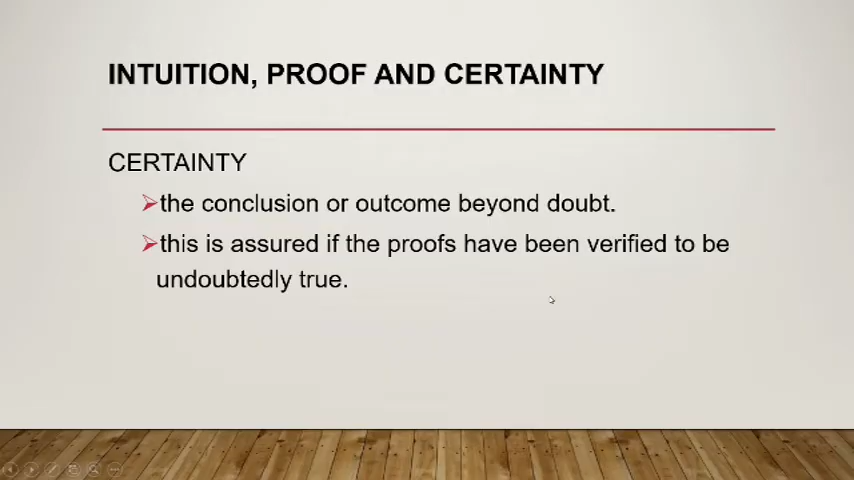 INTUITION, PROOF AND CERTAINTY
CERTAINTY
the conclusion or outcome beyond doubt.
this is assured if the proofs have been verified to be
undoubtedly true.